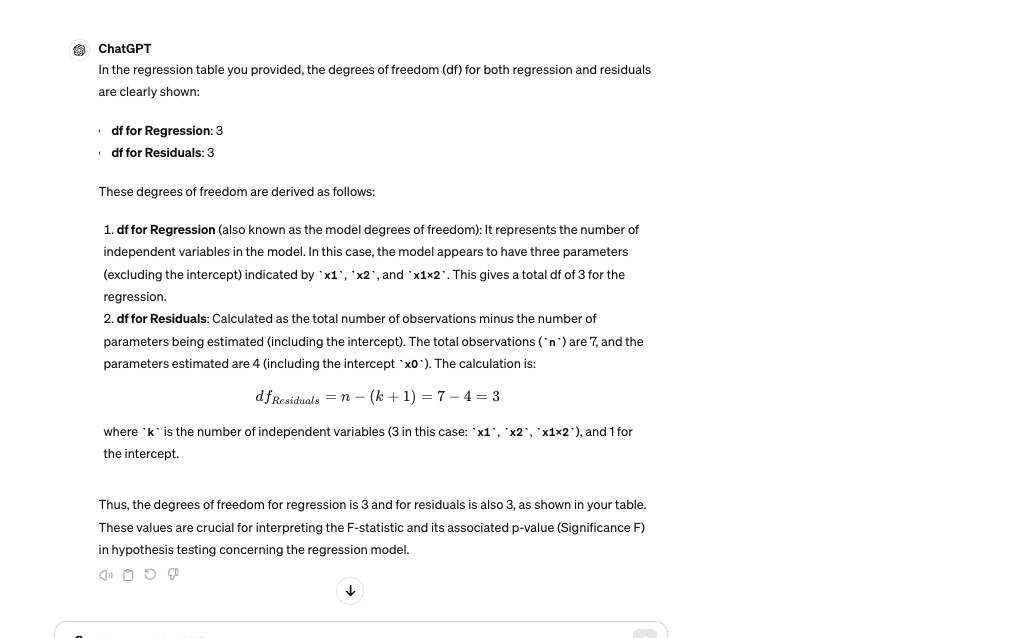 ChatGPT
In the regression table you provided, the degrees of freedom (df) for both regression and residuals
are clearly shown:
df for Regression: 3
df for Residuals: 3
These degrees of freedom are derived as follows:
1. df for Regression (also known as the model degrees of freedom): It represents the number of
independent variables in the model. In this case, the model appears to have three parameters
(excluding the intercept) indicated by `x1`, `x2`, and `x1x2`. This gives a total df of 3 for the
regression.
2. df for Residuals: Calculated as the total number of observations minus the number of
parameters being estimated (including the intercept). The total observations (`n`) are 7, and the
parameters estimated are 4 (including the intercept `x0`). The calculation is:
df_Residuals = n − (k + 1) = 7 − 4 = 3
where `k` is the number of independent variables (3 in this case: `x1`, `x2`, `x1x2`), and 1 for
the intercept.
Thus, the degrees of freedom for regression is 3 and for residuals is also 3, as shown in your table.
These values are crucial for interpreting the F-statistic and its associated p-value (Significance F)
in hypothesis testing concerning the regression model.